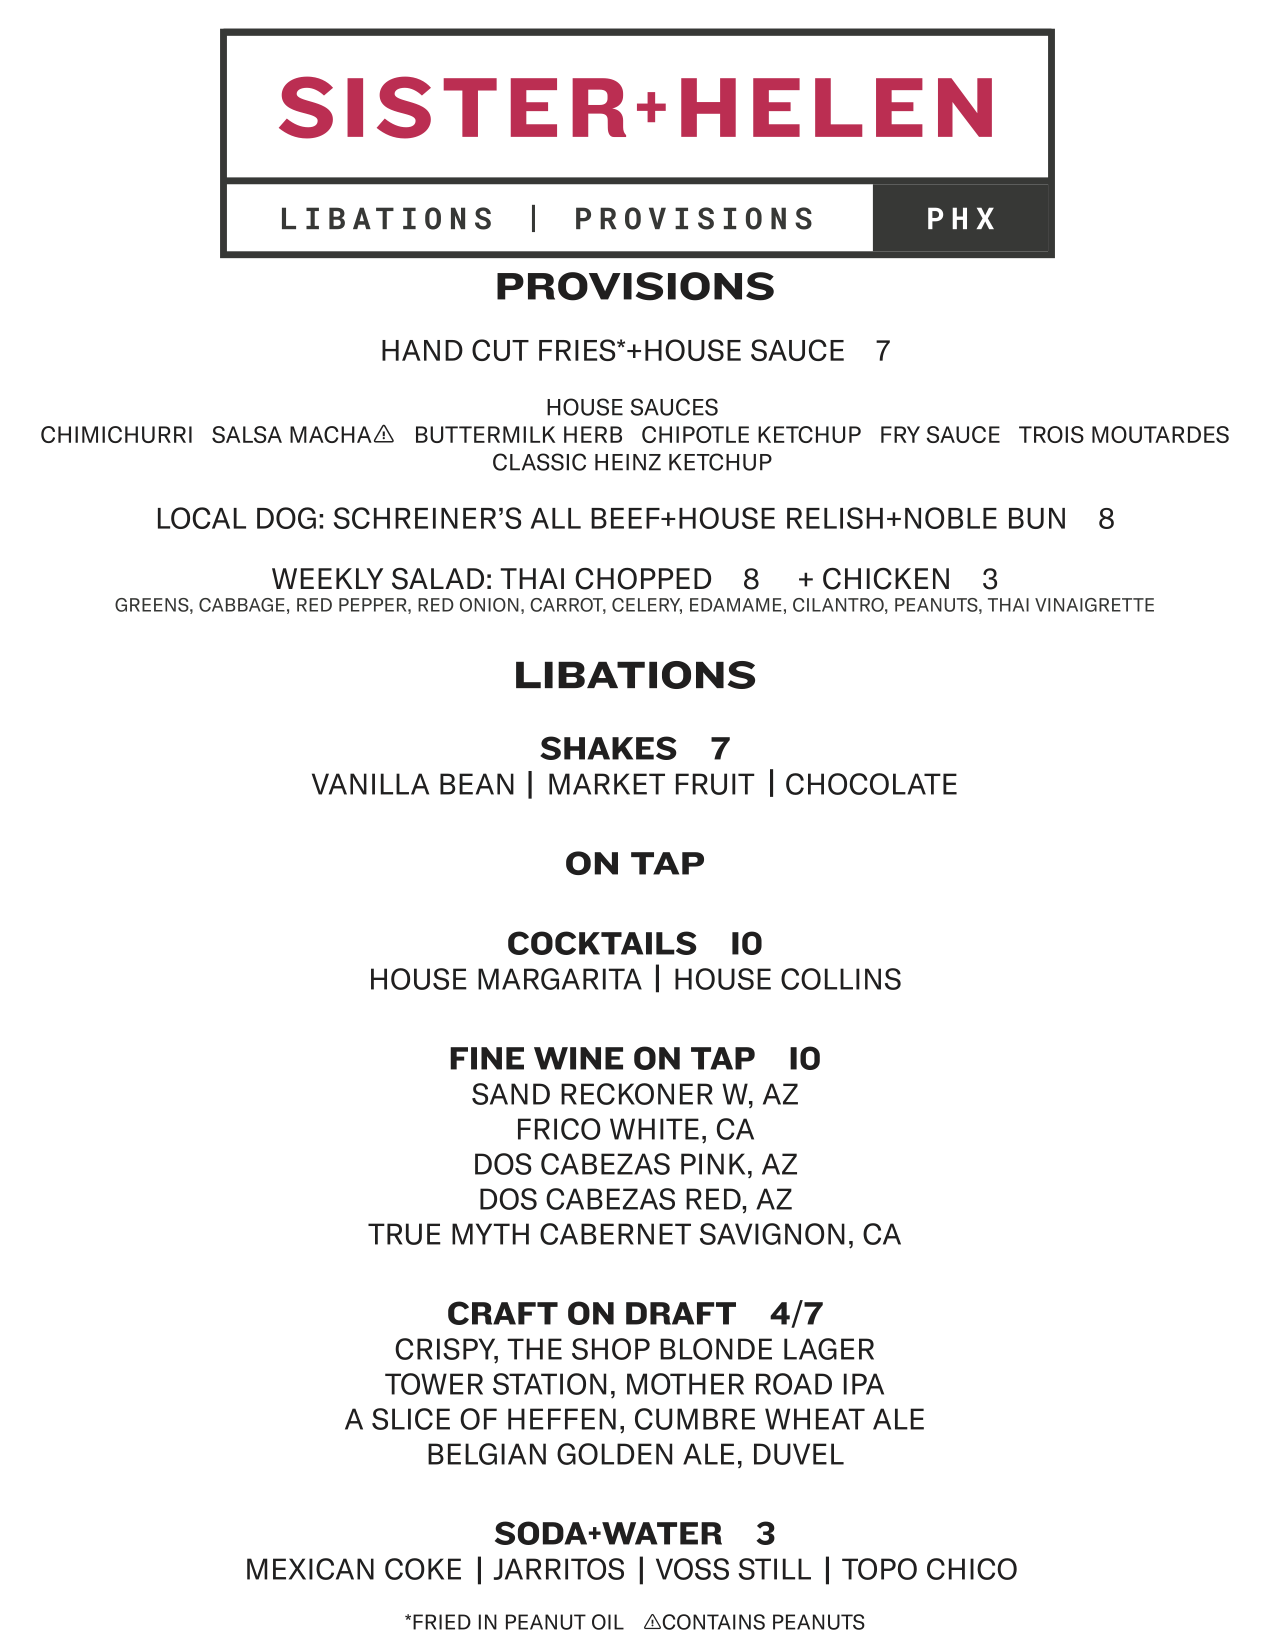 SISTER+HELEN
LIBATIONS | PROVISIONS PHX
PROVISIONS
HAND CUT FRIES*+HOUSE SAUCE 7
HOUSE SAUCES
CHIMICHURRI SALSA MACHA⚠ BUTTERMILK HERB CHIPOTLE KETCHUP FRY SAUCE TROIS MOUTARDES
CLASSIC HEINZ KETCHUP
LOCAL DOG: SCHREINER’S ALL BEEF+HOUSE RELISH+NOBLE BUN 8
WEEKLY SALAD: THAI CHOPPED 8 + CHICKEN 3
GREENS, CABBAGE, RED PEPPER, RED ONION, CARROT, CELERY, EDAMAME, CILANTRO, PEANUTS, THAI VINAIGRETTE
LIBATIONS
SHAKES 7
VANILLA BEAN | MARKET FRUIT | CHOCOLATE
ON TAP
COCKTAILS 10
HOUSE MARGARITA | HOUSE COLLINS
FINE WINE ON TAP 10
SAND RECKONER W, AZ
FRICO WHITE, CA
DOS CABEZAS PINK, AZ
DOS CABEZAS RED, AZ
TRUE MYTH CABERNET SAVIGNON, CA
CRAFT ON DRAFT 4/7
CRISPY, THE SHOP BLONDE LAGER
TOWER STATION, MOTHER ROAD IPA
A SLICE OF HEFFEN, CUMBRE WHEAT ALE
BELGIAN GOLDEN ALE, DUVEL
SODA+WATER 3
MEXICAN COKE | JARRITOS | VOSS STILL | TOPO CHICO
*FRIED IN PEANUT OIL ⚠CONTAINS PEANUTS